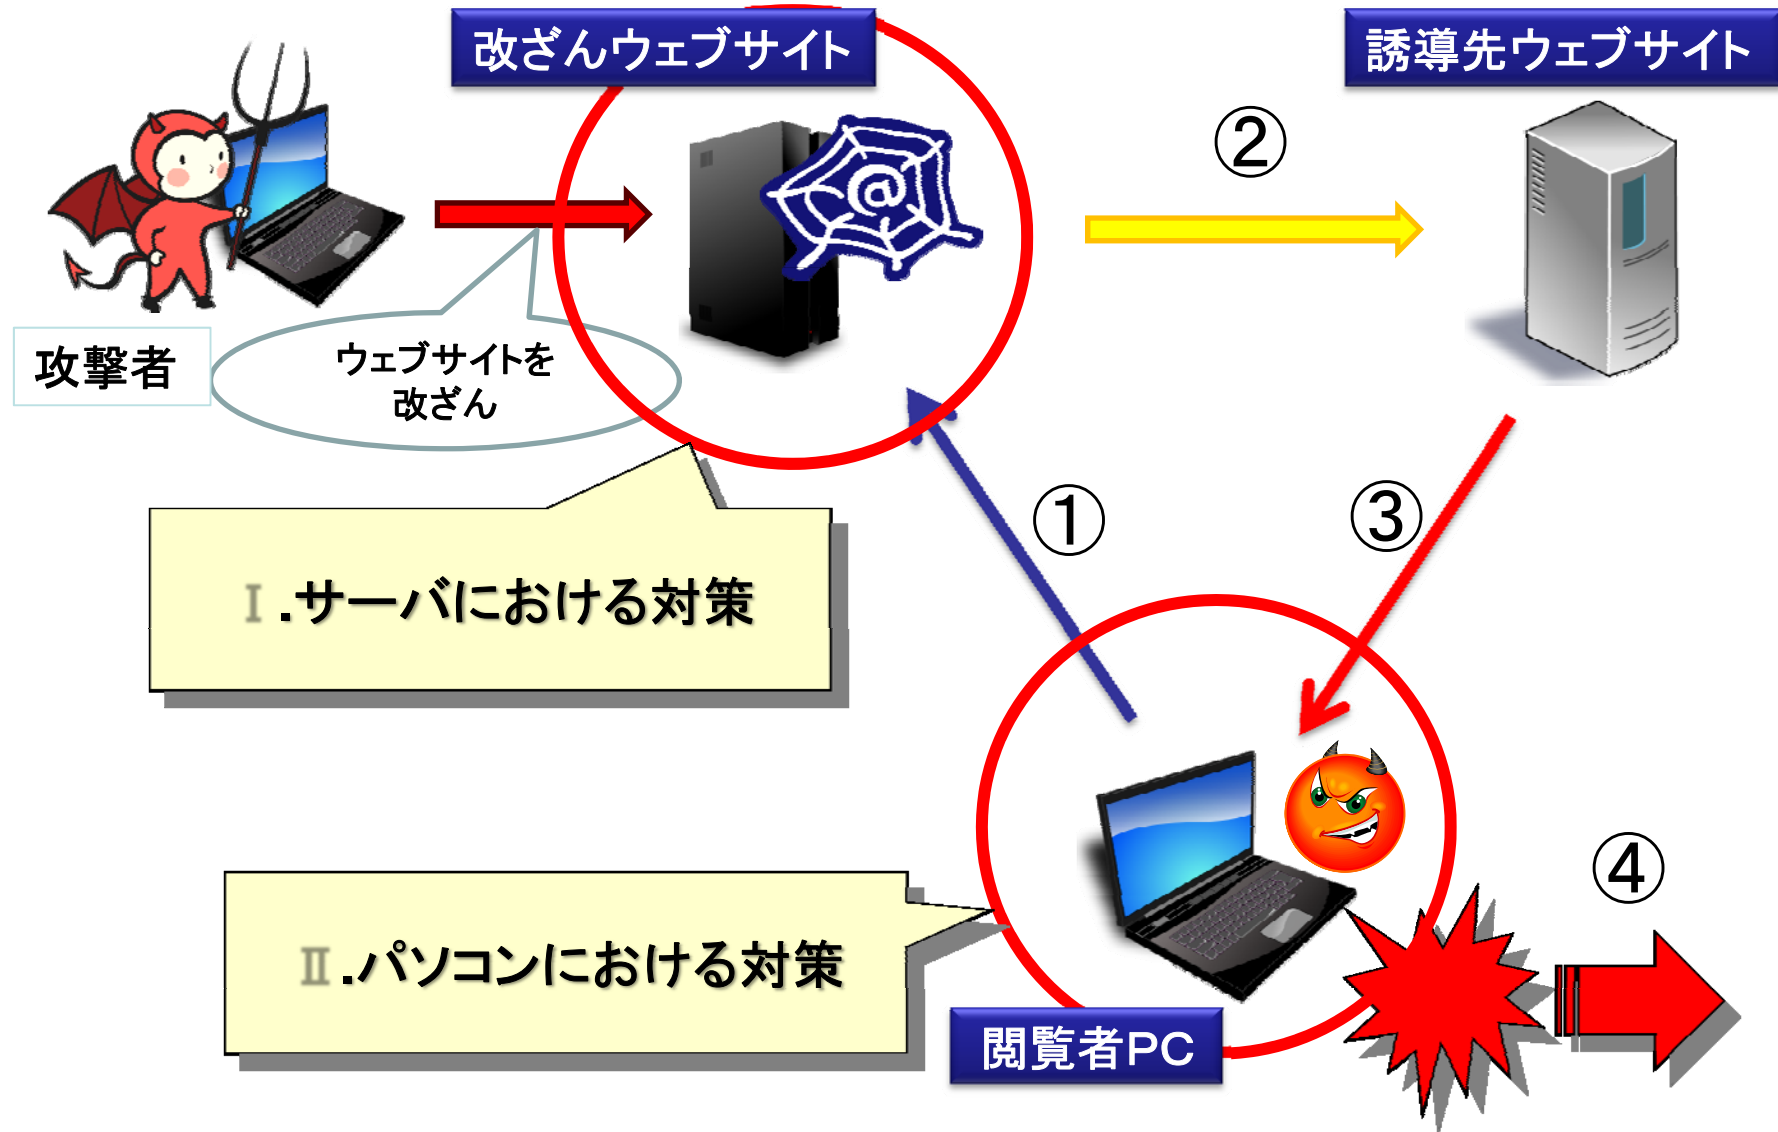 改ざんウェブサイト
誘導先ウェブサイト
②
攻撃者
ウェブサイトを
改ざん
①
③
Ⅰ.サーバにおける対策
④
Ⅱ.パソコンにおける対策
閲覧者PC